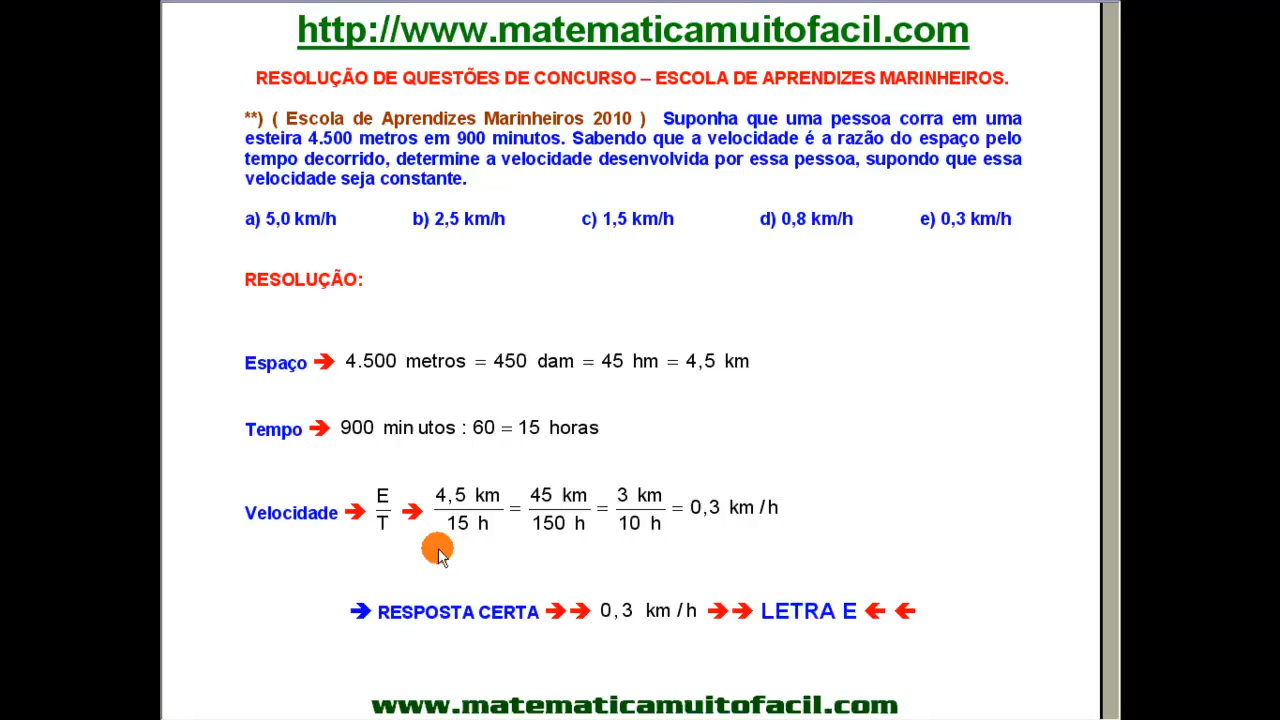 http://www.matematicamuitofacil.com
RESOLUÇÃO DE QUESTÕES DE CONCURSO – ESCOLA DE APRENDIZES MARINHEIROS.
**) ( Escola de Aprendizes Marinheiros 2010 ) Suponha que uma pessoa corra em uma
esteira 4.500 metros em 900 minutos. Sabendo que a velocidade é a razão do espaço pelo
tempo decorrido, determine a velocidade desenvolvida por essa pessoa, supondo que essa
velocidade seja constante.
a) 5,0 km/h b) 2,5 km/h c) 1,5 km/h d) 0,8 km/h e) 0,3 km/h
RESOLUÇÃO:
Espaço ➔ 4.500 metros = 450 dam = 45 hm = 4,5 km
Tempo ➔ 900 min utos : 60 = 15 horas
Velocidade ➔ E/T ➔ 4,5 km/15 h = 45 km/150 h = 3 km/10 h = 0,3 km/h
➔ RESPOSTA CERTA ➔➔ 0,3 km/h ➔➔ LETRA E 🡸 🡸
www.matematicamuitofacil.com